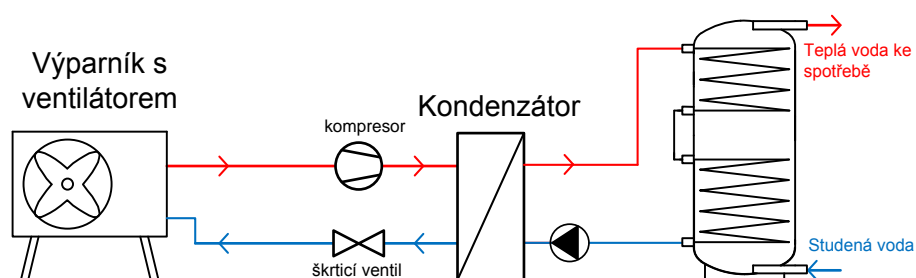 Výparník s
ventilátorem
kompresor
Kondenzátor
Teplá voda ke
spotřebě
škrticí ventil
Studená voda